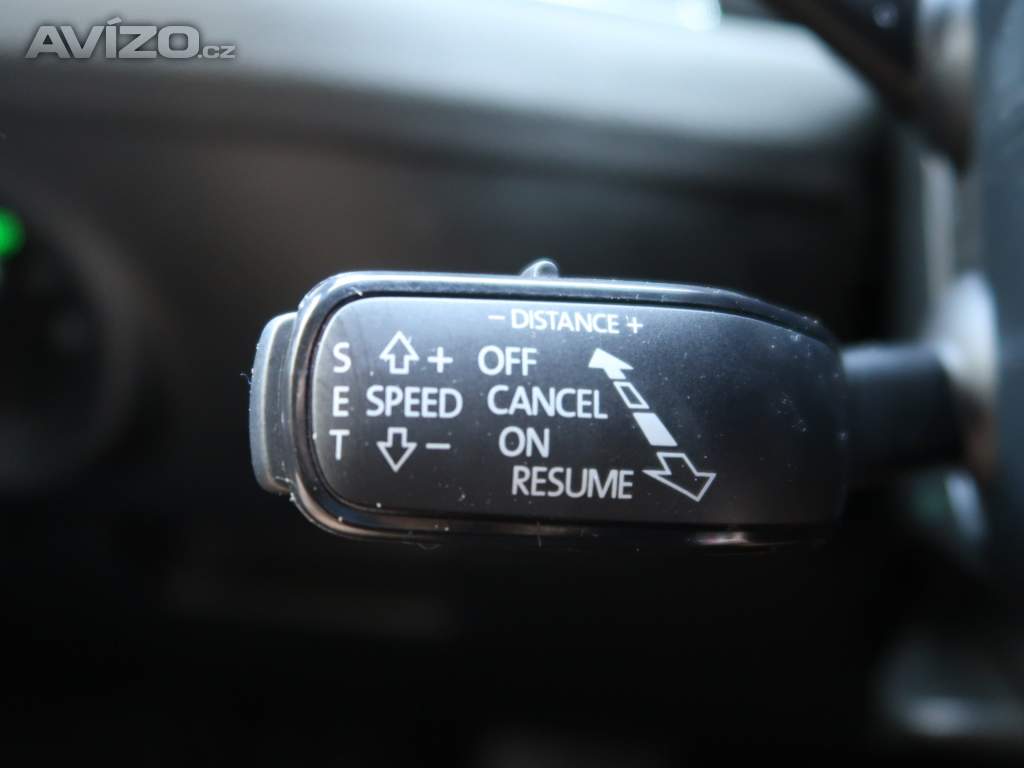 AVÍZO.cz
- DISTANCE +
S + OFF
E SPEED CANCEL
T - ON
RESUME